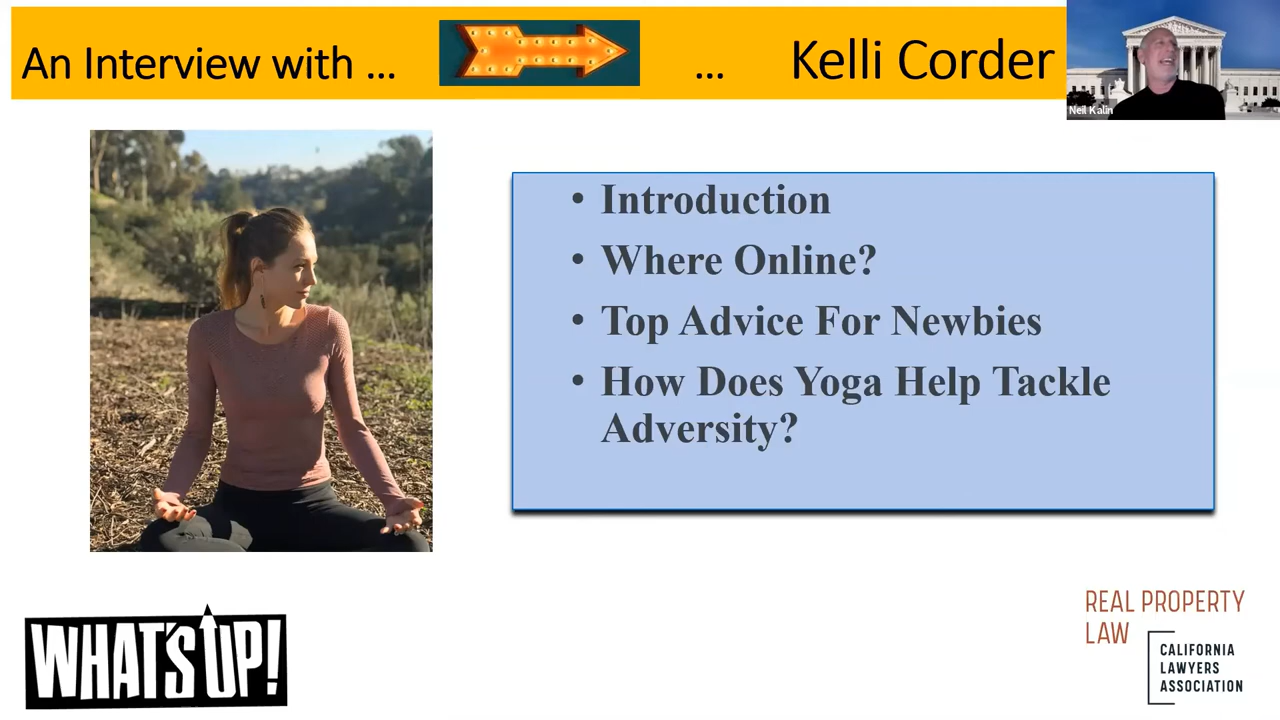 An Interview with ... ... Kelli Corder
Neil Kalin
• Introduction
• Where Online?
• Top Advice For Newbies
• How Does Yoga Help Tackle
Adversity?
WHAT'S UP!
REAL PROPERTY
LAW
CALIFORNIA
LAWYERS
ASSOCIATION